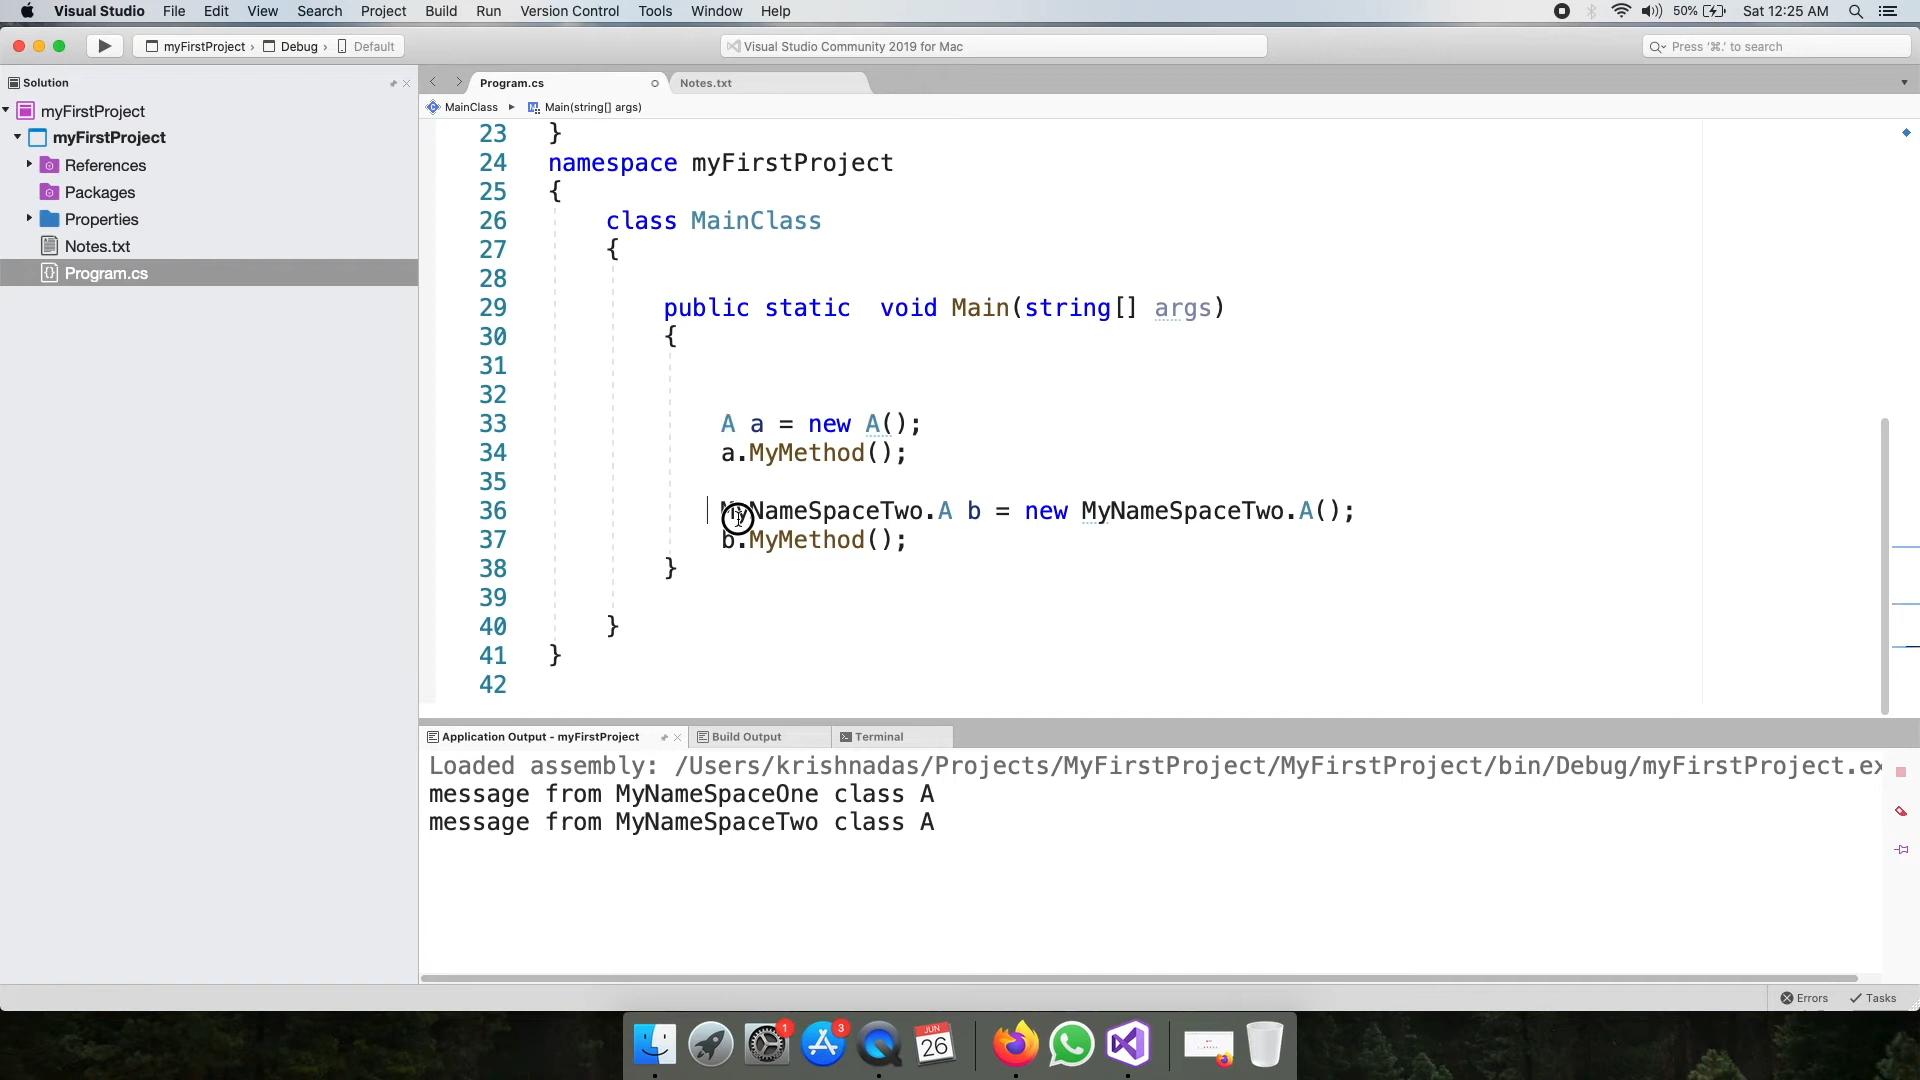 Visual Studio File Edit View Search Project Build Run Version Control Tools Window Help 50% Sat 12:25 AM
myFirstProject › Debug › Default
Visual Studio Community 2019 for Mac
Press '⌘.' to search
Solution
Program.cs
Notes.txt
MainClass ▸ Main(string[] args)
myFirstProject
myFirstProject
References
Packages
Properties
Notes.txt
Program.cs
23 }
24 namespace myFirstProject
25 {
26 class MainClass
27 {
28
29 public static  void Main(string[] args)
30 {
31
32
33 A a = new A();
34 a.MyMethod();
35
36 MyNameSpaceTwo.A b = new MyNameSpaceTwo.A();
37 b.MyMethod();
38 }
39
40 }
41 }
42
Application Output - myFirstProject
Build Output
Terminal
Loaded assembly: /Users/krishnadas/Projects/MyFirstProject/MyFirstProject/bin/Debug/myFirstProject.ex
message from MyNameSpaceOne class A
message from MyNameSpaceTwo class A
Errors
Tasks
1
3
JUN
26